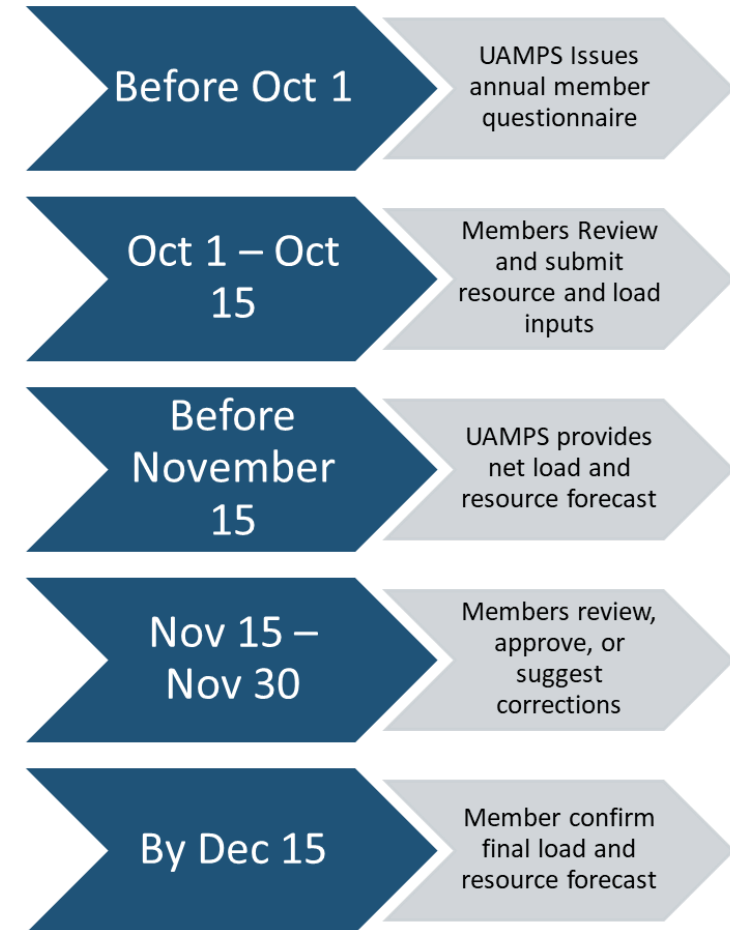 Before Oct 1
UAMPS Issues
annual member
questionnaire
Oct 1 – Oct
15
Members Review
and submit
resource and load
inputs
Before
November
15
UAMPS provides
net load and
resource forecast
Nov 15 –
Nov 30
Members review,
approve, or
suggest
corrections
By Dec 15
Member confirm
final load and
resource forecast